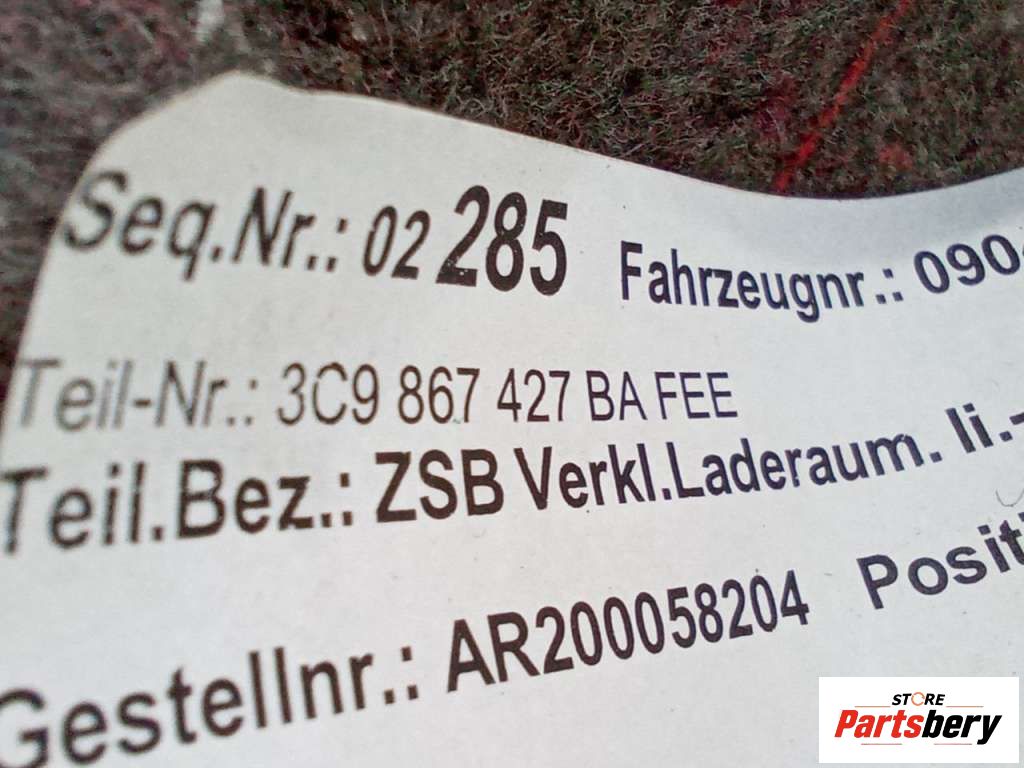 Seq.Nr.: 02 285 Fahrzeugnr.: 090
Teil-Nr.: 3C9 867 427 BA FEE
Teil.Bez.: ZSB Verkl.Laderaum. li.-
Gestellnr.: AR200058204 Positi
STORE
Partsbery